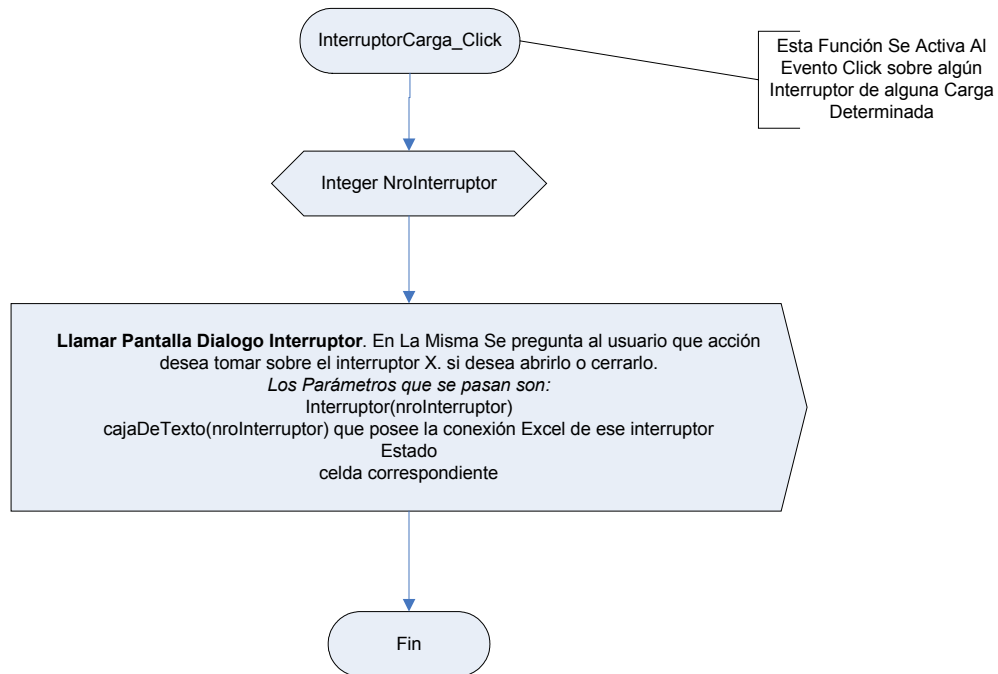 InterruptorCarga_Click
Esta Función Se Activa Al
Evento Click sobre algún
Interruptor de alguna Carga
Determinada
Integer NroInterruptor
Llamar Pantalla Dialogo Interruptor. En La Misma Se pregunta al usuario que acción
desea tomar sobre el interruptor X. si desea abrirlo o cerrarlo.
Los Parámetros que se pasan son:
Interruptor(nroInterruptor)
cajaDeTexto(nroInterruptor) que posee la conexión Excel de ese interruptor
Estado
celda correspondiente
Fin